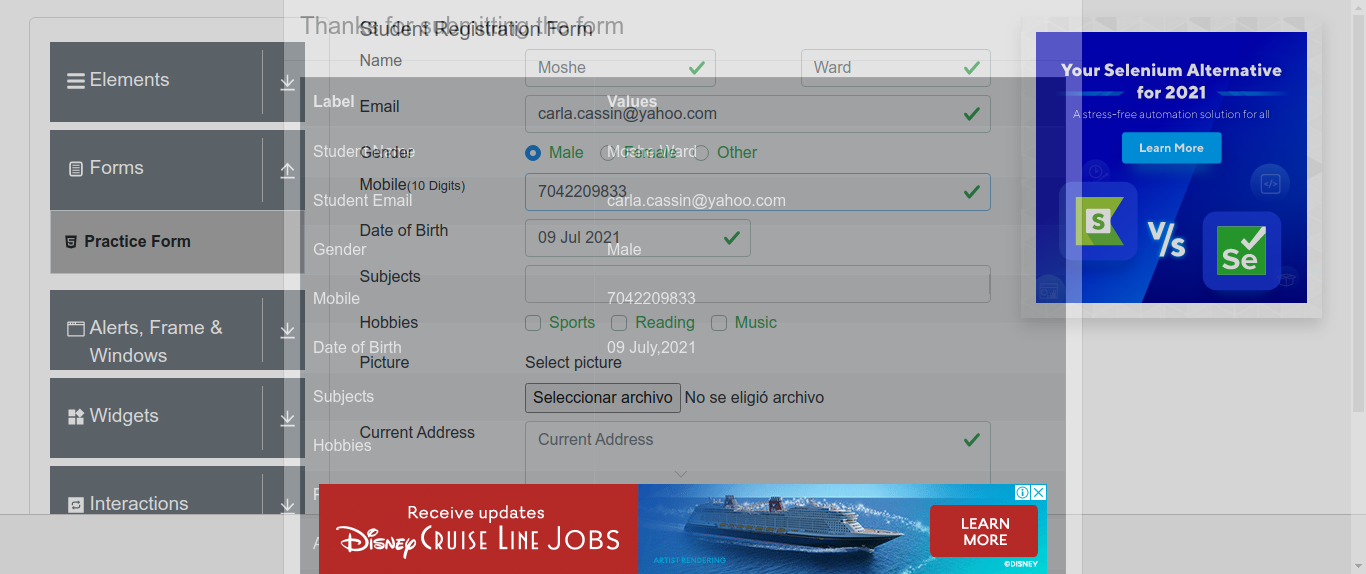 Thanks for submitting the form
Student Registration Form
Elements
Forms
Practice Form
Alerts, Frame &
Windows
Widgets
Interactions
Name
Moshe
Ward
Label
Values
Email
carla.cassin@yahoo.com
Student Name
Moshe Ward
Gender
Male
Female
Other
Mobile(10 Digits)
7042209833
Student Email
carla.cassin@yahoo.com
Date of Birth
09 Jul 2021
Gender
Male
Subjects
Mobile
7042209833
Hobbies
Sports
Reading
Music
Date of Birth
09 July,2021
Picture
Select picture
Subjects
Seleccionar archivo
No se eligió archivo
Current Address
Current Address
Hobbies
Your Selenium Alternative
for 2021
A stress-free automation solution for all
Learn More
S
V/S
Se
Receive updates
Disney CRUISE LINE JOBS
ARTIST RENDERING
LEARN
MORE
©DISNEY